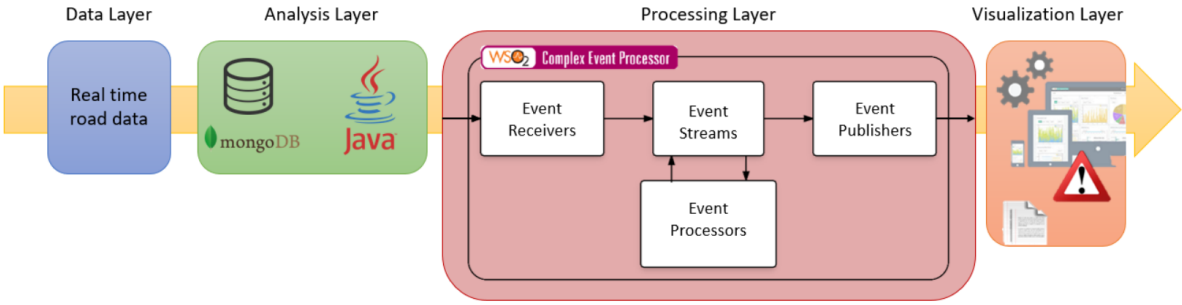 Data Layer
Analysis Layer
Processing Layer
Visualization Layer
Real time
road data
mongoDB
Java
WSO2 Complex Event Processor
Event
Receivers
Event
Streams
Event
Publishers
Event
Processors